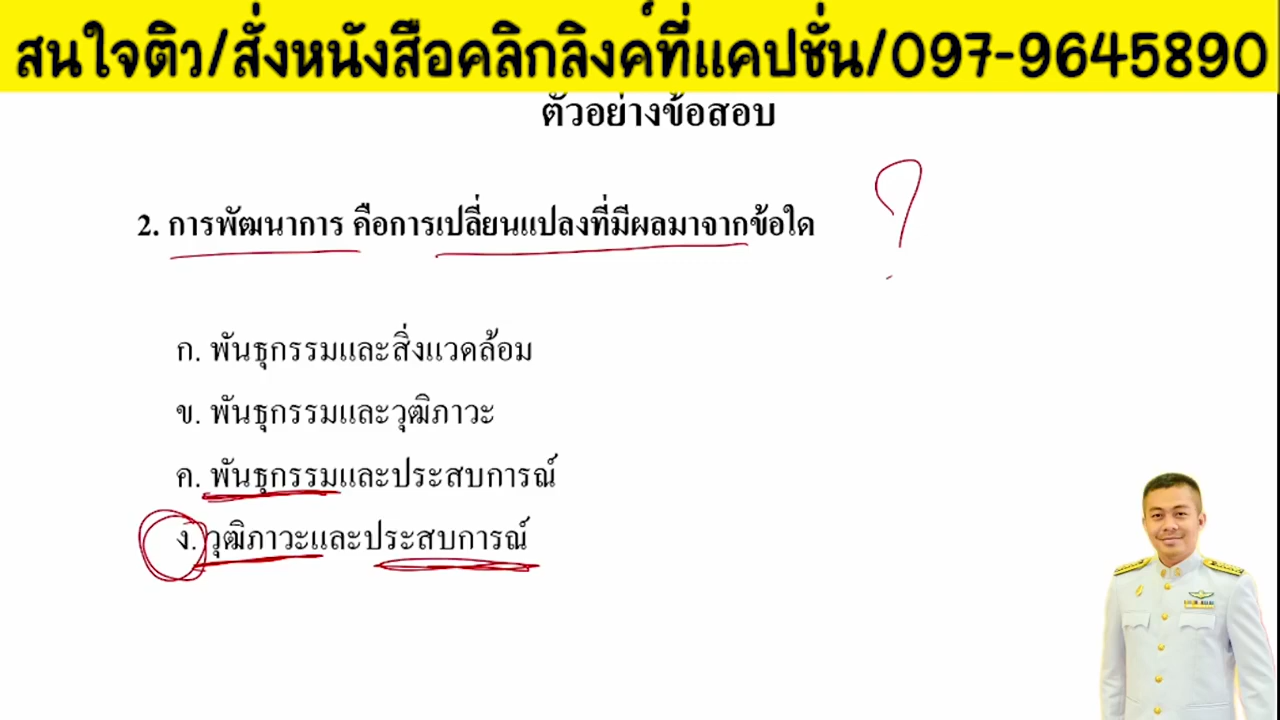 สนใจติว/สั่งหนังสือคลิกลิงค์ที่แคปชั่น/097-9645890
ตัวอย่างข้อสอบ
2. การพัฒนาการ คือการเปลี่ยนแปลงที่มีผลมาจากข้อใด ?
ก. พันธุกรรมและสิ่งแวดล้อม
ข. พันธุกรรมและวุฒิภาวะ
ค. พันธุกรรมและประสบการณ์
ง. วุฒิภาวะและประสบการณ์